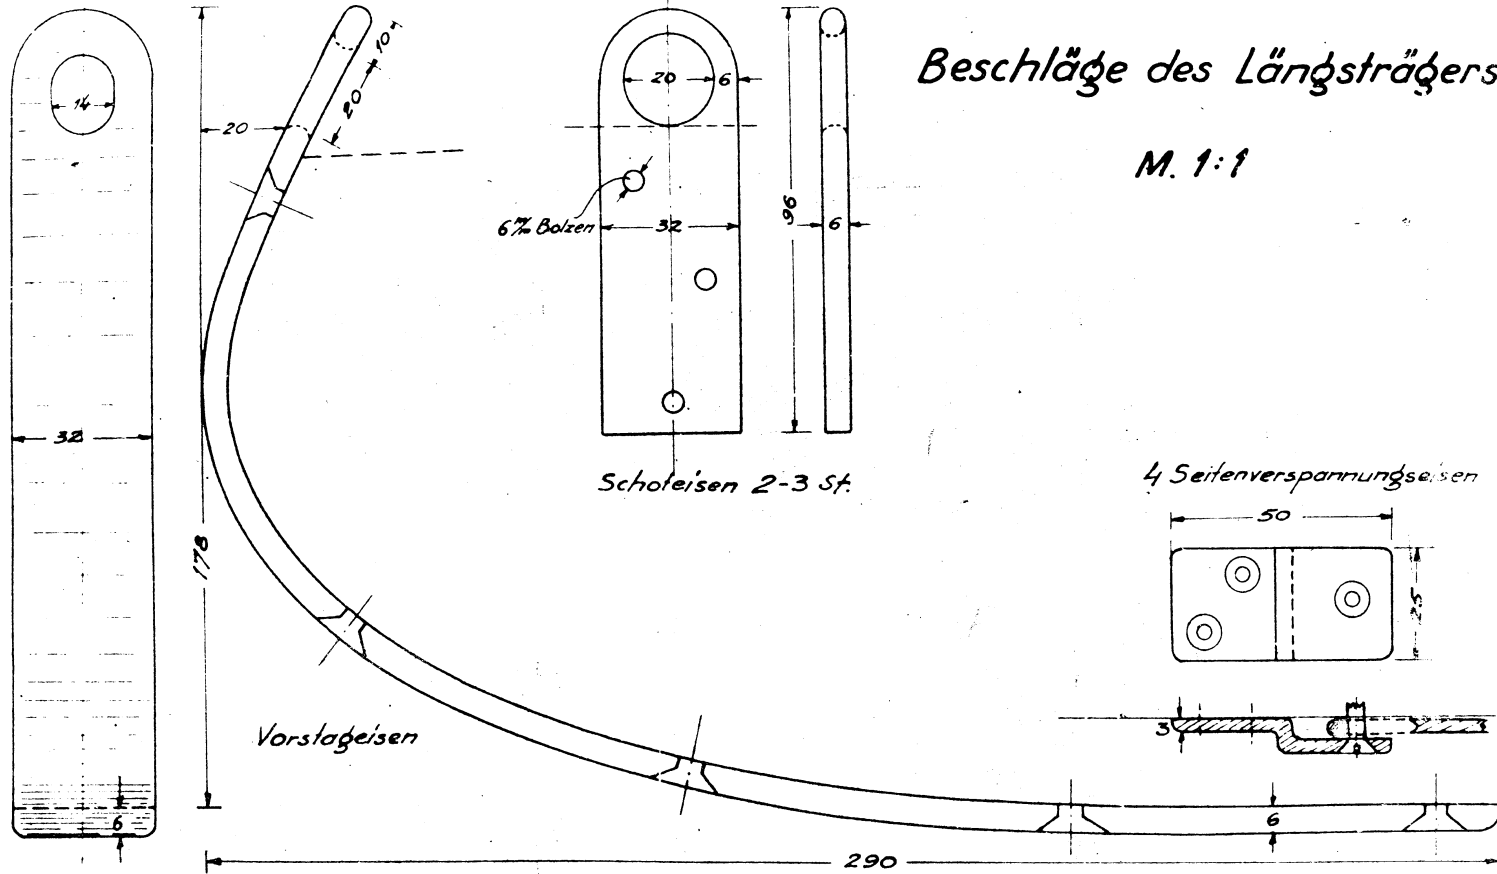 Beschläge des Längsträgers
M. 1:1
14
32
6
20
20
10
178
290
6
Vorstageisen
20
6
6 m/m Bolzen
32
96
6
Schoteisen 2-3 St.
4 Seitenverspannungseisen
50
25
3